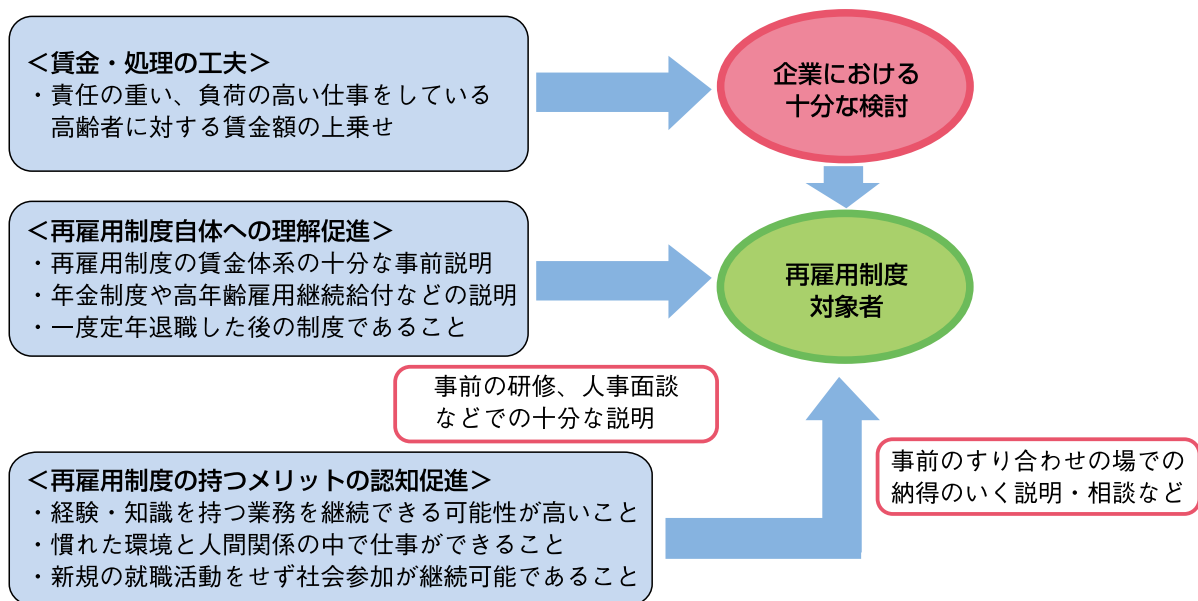 ＜賃金・処理の工夫＞
・責任の重い、負荷の高い仕事をしている
高齢者に対する賃金額の上乗せ
企業における
十分な検討
＜再雇用制度自体への理解促進＞
・再雇用制度の賃金体系の十分な事前説明
・年金制度や高年齢雇用継続給付などの説明
・一度定年退職した後の制度であること
再雇用制度
対象者
事前の研修、人事面談
などでの十分な説明
＜再雇用制度の持つメリットの認知促進＞
・経験・知識を持つ業務を継続できる可能性が高いこと
・慣れた環境と人間関係の中で仕事ができること
・新規の就職活動をせず社会参加が継続可能であること
事前のすり合わせの場での
納得のいく説明・相談など